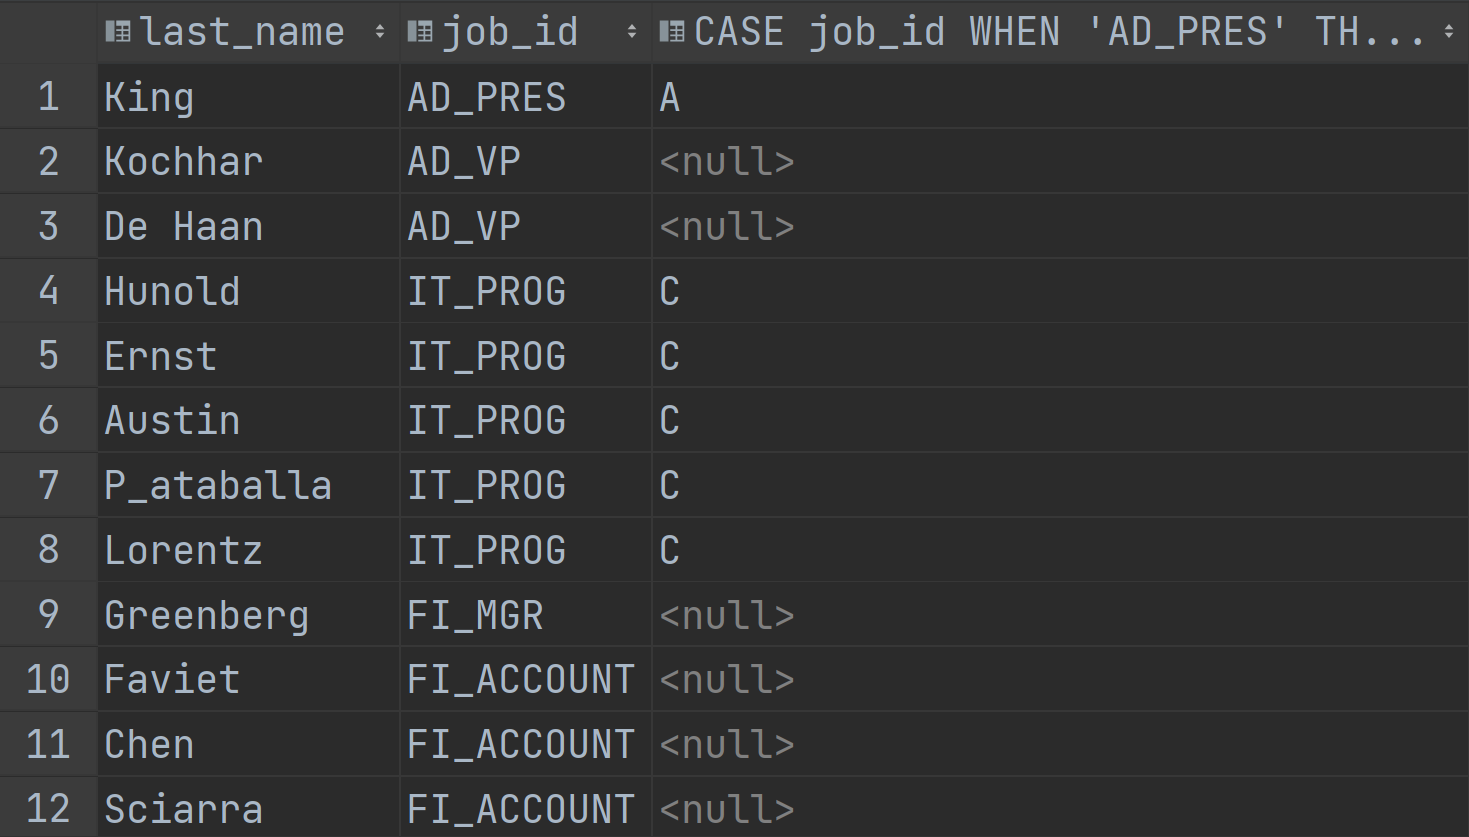 last_name job_id CASE job_id WHEN 'AD_PRES' TH...
1 King AD_PRES A
2 Kochhar AD_VP <null>
3 De Haan AD_VP <null>
4 Hunold IT_PROG C
5 Ernst IT_PROG C
6 Austin IT_PROG C
7 P_ataballa IT_PROG C
8 Lorentz IT_PROG C
9 Greenberg FI_MGR <null>
10 Faviet FI_ACCOUNT <null>
11 Chen FI_ACCOUNT <null>
12 Sciarra FI_ACCOUNT <null>